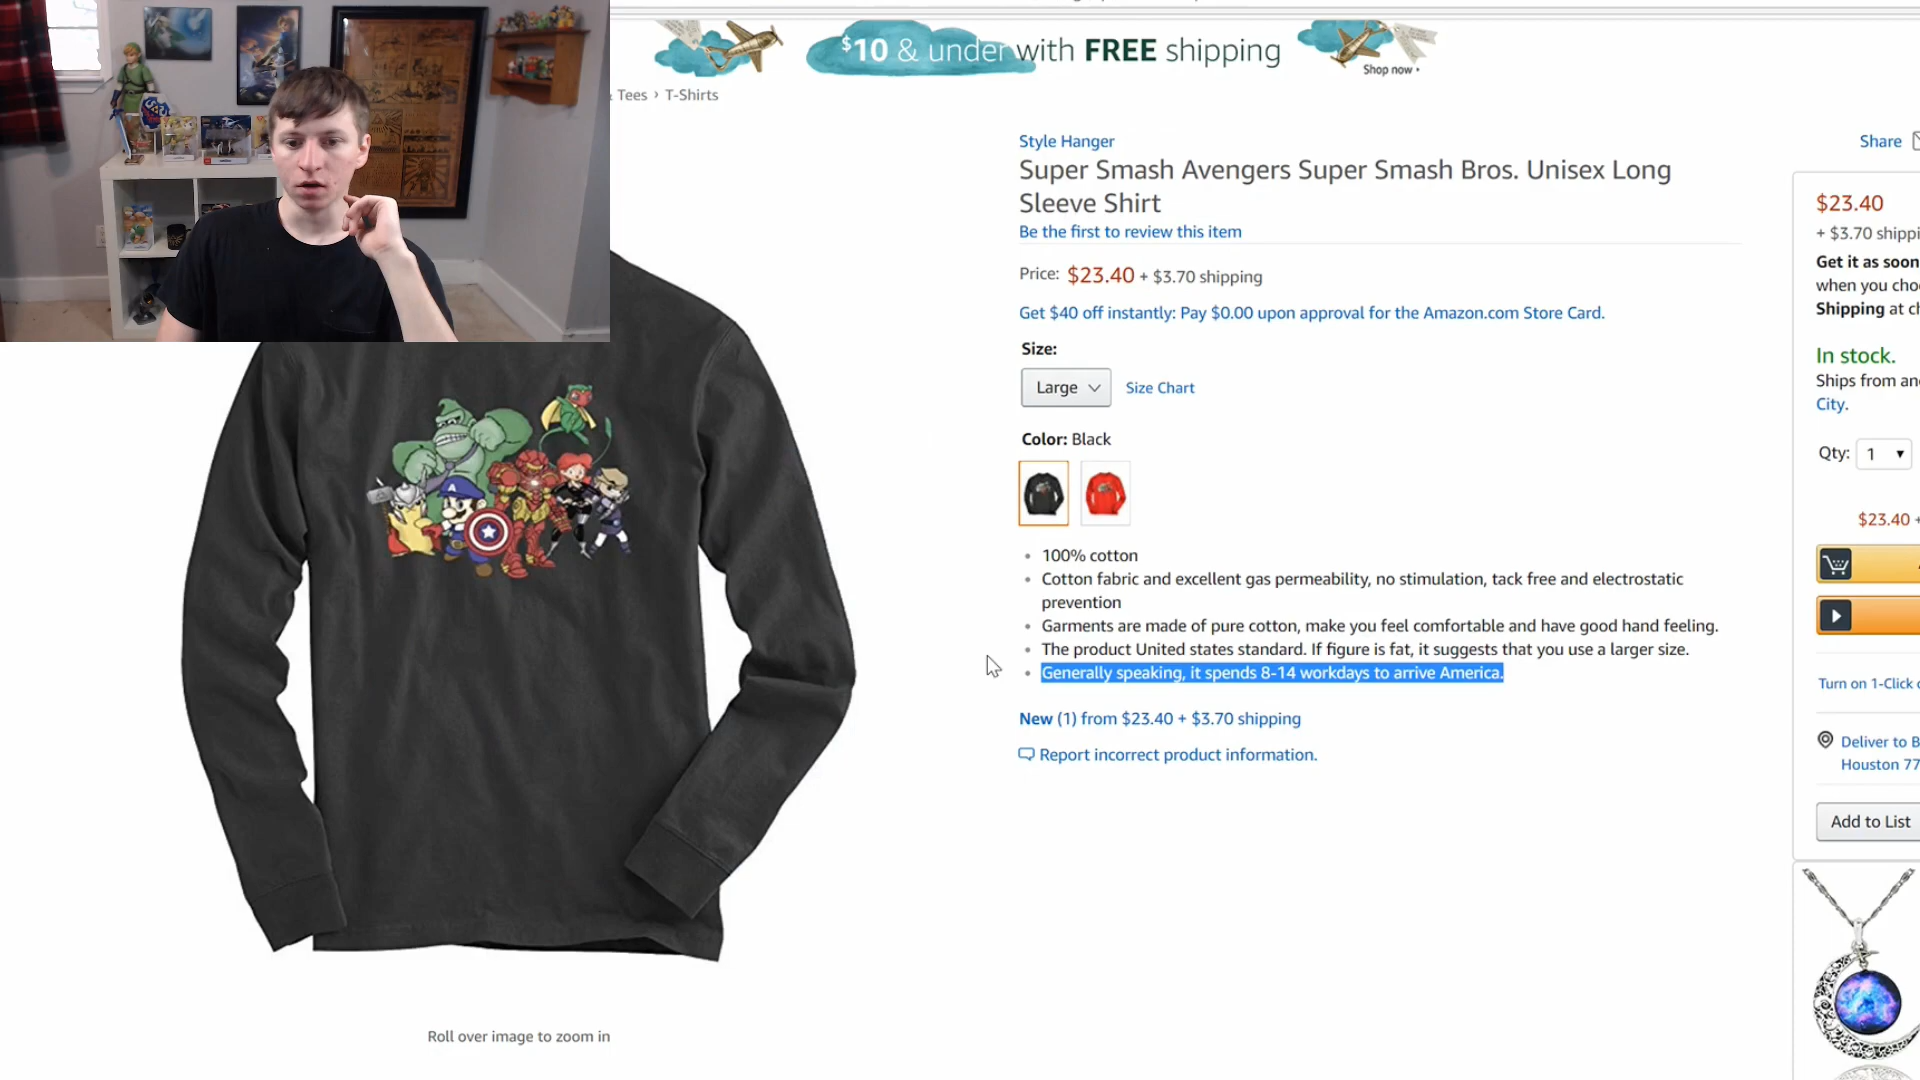 $10 & under with FREE shipping
Shop now
Tees › T-Shirts
Style Hanger
Share
Super Smash Avengers Super Smash Bros. Unisex Long
Sleeve Shirt
Be the first to review this item
Price: $23.40 + $3.70 shipping
Get $40 off instantly: Pay $0.00 upon approval for the Amazon.com Store Card.
Size:
Large
Size Chart
Color: Black
100% cotton
Cotton fabric and excellent gas permeability, no stimulation, tack free and electrostatic
prevention
Garments are made of pure cotton, make you feel comfortable and have good hand feeling.
The product United states standard. If figure is fat, it suggests that you use a larger size.
Generally speaking, it spends 8-14 workdays to arrive America.
New (1) from $23.40 + $3.70 shipping
Report incorrect product information.
$23.40
+ $3.70 shippi
Get it as soon
when you cho
Shipping at ch
In stock.
Ships from an
City.
Qty: 1
$23.40 +
Turn on 1-Click
Deliver to B
Houston 77
Add to List
A
Roll over image to zoom in